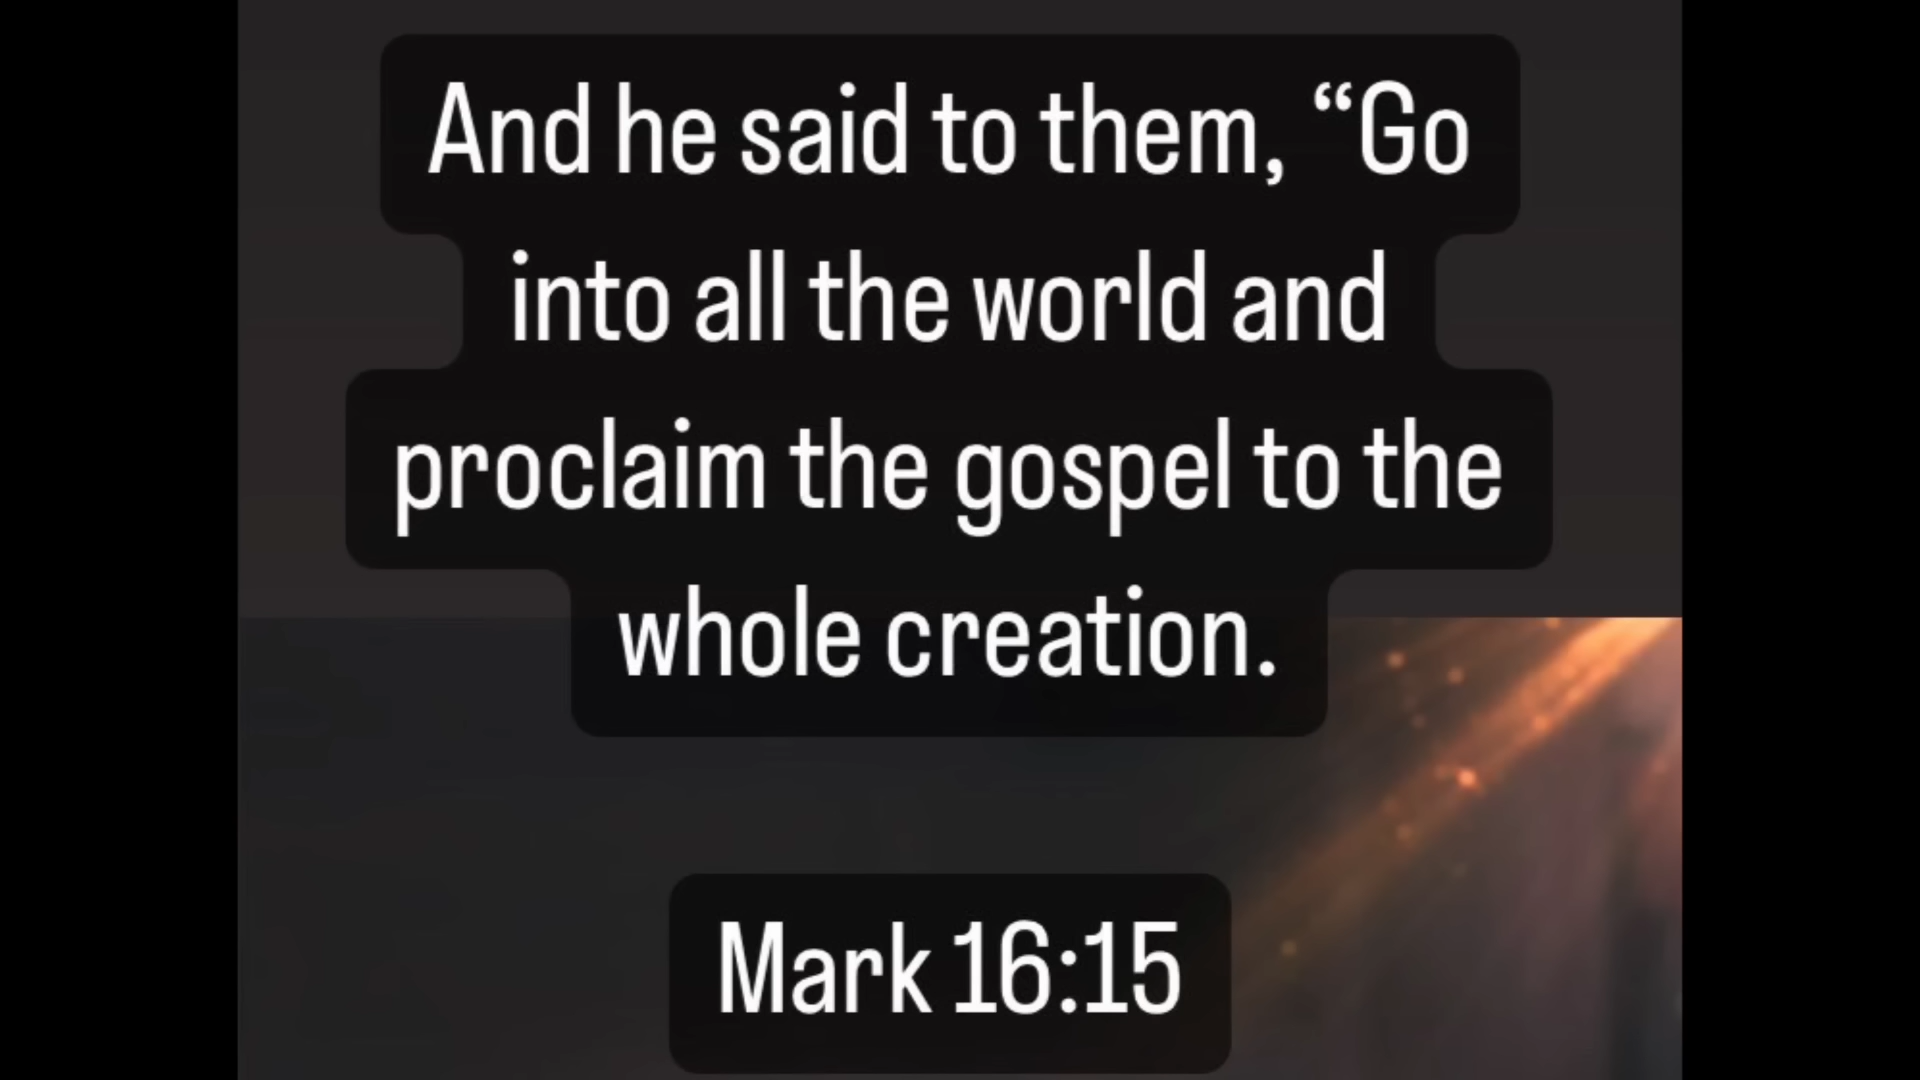 And he said to them, “Go
into all the world and
proclaim the gospel to the
whole creation.
Mark 16:15